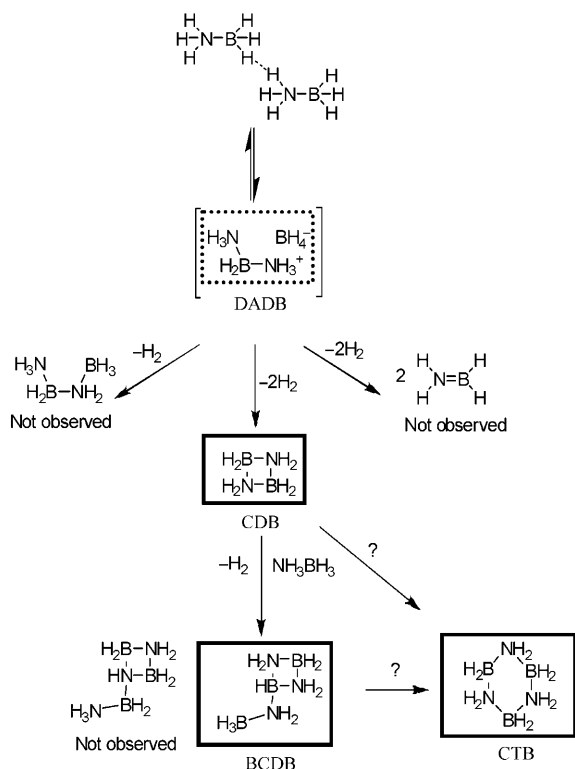 H H
H–N–B–H
H H
H H
H–N–B–H
H H
H₃N BH₄⁻
H₂B–NH₃⁺
DADB
–H₂ –2H₂ –2H₂
H₃N BH₃
H₂B–NH₂
Not observed
2 H H
N=B
H H
Not observed
H₂B–NH₂
H₂N–BH₂
CDB
–H₂ NH₃BH₃
?
H₂B–NH₂
HN–BH₂
H₃N BH₂
Not observed
H₂N–BH₂
HB–NH₂
H₃B NH₂
BCDB
?
NH₂
H₂B BH₂
H₂N NH₂
BH₂
CTB